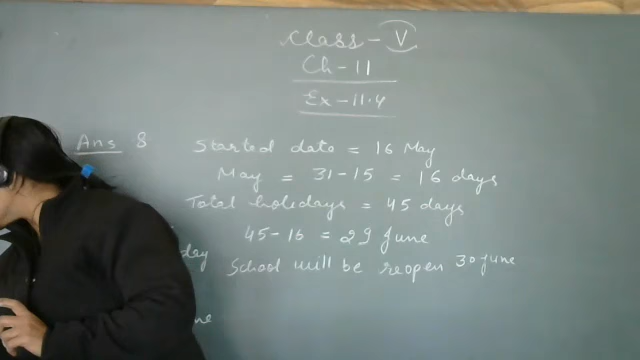 Class - V
Ch - 11
Ex - 11.4
Ans 8
Started date = 16 May
May = 31 - 15 = 16 days
Total holidays = 45 days
45 - 16 = 29 June
School will be reopen 30 June